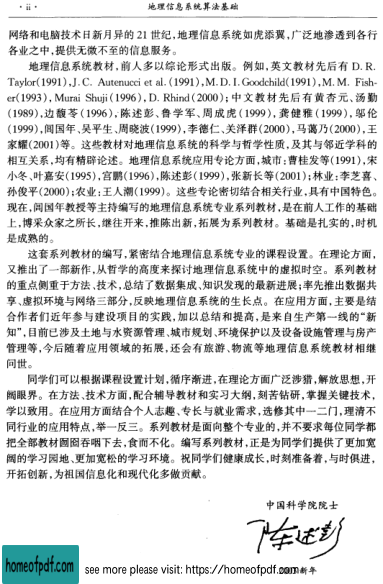 · ii ·
地理信息系统算法基础
网络和电脑技术日新月异的 21 世纪,地理信息系统如虎添翼,广泛地渗透到各行
各业之中,提供无微不至的信息服务。
地理信息系统教材,前人多以综论形式出版。例如,英文教材先后有 D. R.
Taylor(1991),J. C. Autenucci et al. (1991),M. D. I. Goodchild(1991),M. M. Fish-
er(1993), Murai Shuji (1996), D. Rhind (2000); 中文教材先后有黄杏元、汤勤
(1989),边馥苓(1996),陈述彭、鲁学军、周成虎(1999),龚健雅(1999),邬伦
(1999),闾国年、吴平生、周晓波(1999),李德仁、关泽群(2000),马蔼乃(2000),王
家耀(2001)等。这些教材对地理信息系统的科学与哲学性质,及其与邻近学科的
相互关系,均有精辟论述。地理信息系统应用专论方面,城市:曹桂发等(1991),宋
小冬、叶嘉安(1995),宫鹏(1996),陈述彭(1999),张新长等(2001);林业:李芝喜、
孙俊平(2000);农业:王人潮(1999)。这些专论密切结合相关行业,具有中国特色。
现在,闾国年教授等主持编写的地理信息系统专业系列教材,是在前人工作的基础
上,博采众家之所长,继往开来,推陈出新,拓展为系列教材。基础是扎实的,时机
是成熟的。
这套系列教材的编写,紧密结合地理信息系统专业的课程设置。在理论方面,
又推出了一部新作,从哲学的高度来探讨地理信息系统中的虚拟时空。系列教材
的重点侧重于方法、技术,总结了数据集成、知识发现的最新进展;率先推出数据共
享、虚拟环境与网络三部分,反映地理信息系统的生长点。在应用方面,主要是结
合作者们近年参与建设项目的实践,加以总结和提高,是来自生产第一线的“新
知”,目前已涉及土地与水资源管理、城市规划、环境保护以及设备设施管理与房产
管理等,今后随着应用领域的拓展,还会有旅游、物流等地理信息系统教材相继
问世。
同学们可以根据课程设置计划,循序渐进,在理论方面广泛涉猎,解放思想,开
阔眼界。在方法、技术方面,配合辅导教材和实习大纲,刻苦钻研,掌握关键技术,
学以致用。在应用方面结合个人志趣、专长与就业需求,选修其中一二门,理清不
同行业的应用特点,举一反三。系列教材是面向整个专业的,并不要求每位同学都
把全部教材囫囵吞咽下去,食而不化。编写系列教材,正是为同学们提供了更加宽
阔的学习园地、更加宽松的学习环境。祝同学们健康成长,时刻准备着,与时俱进,
开拓创新,为祖国信息化和现代化多做贡献。
中国科学院院士
陈述彭
新年
homeofpdf.com
see more please visit: https://homeofpdf.com